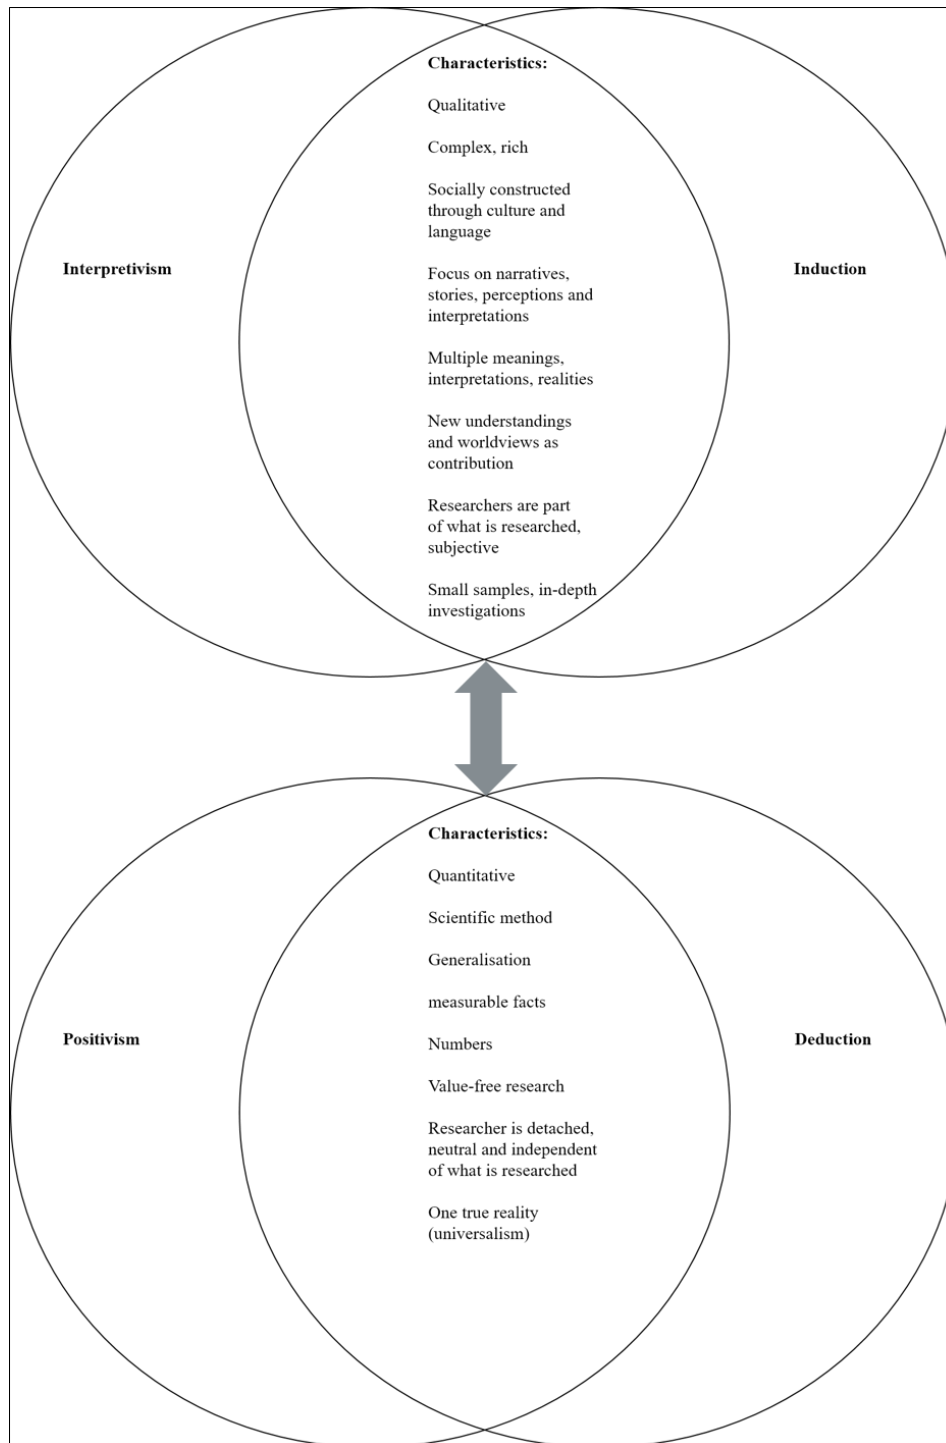 Characteristics:
Qualitative
Complex, rich
Socially constructed
through culture and
language
Interpretivism
Induction
Focus on narratives,
stories, perceptions and
interpretations
Multiple meanings,
interpretations, realities
New understandings
and worldviews as
contribution
Researchers are part
of what is researched,
subjective
Small samples, in-depth
investigations
Characteristics:
Quantitative
Scientific method
Generalisation
measurable facts
Positivism
Deduction
Numbers
Value-free research
Researcher is detached,
neutral and independent
of what is researched
One true reality
(universalism)